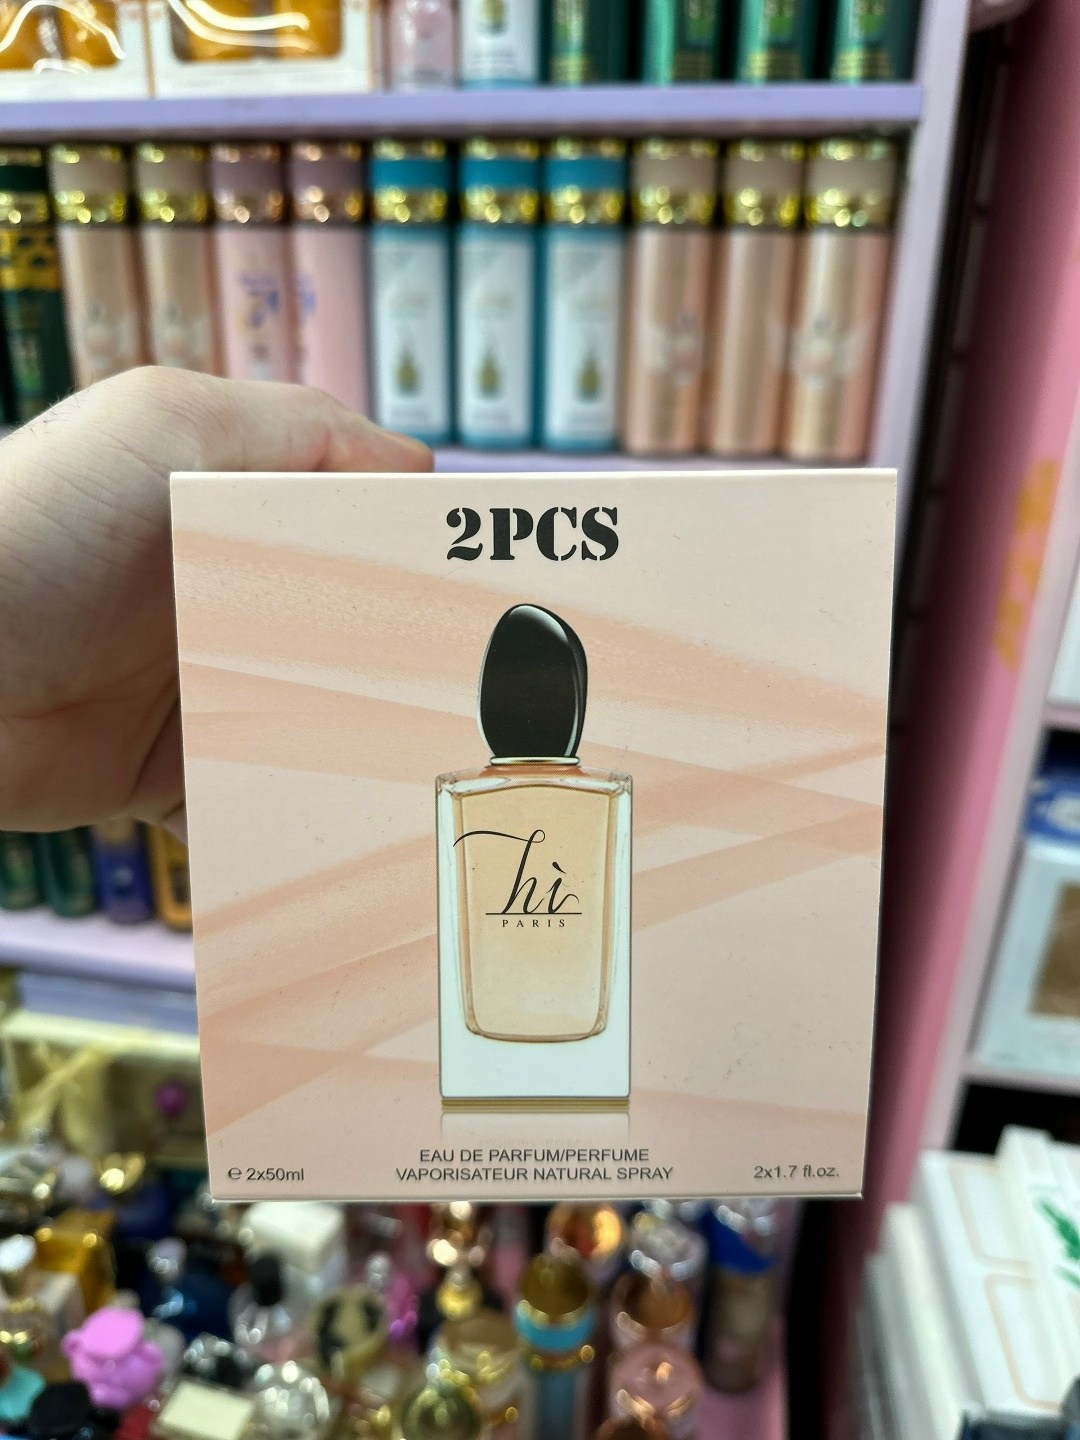 2PCS
hì
PARIS
EAU DE PARFUM/PERFUME
℮ 2x50ml
VAPORISATEUR NATURAL SPRAY
2x1.7 fl.oz.